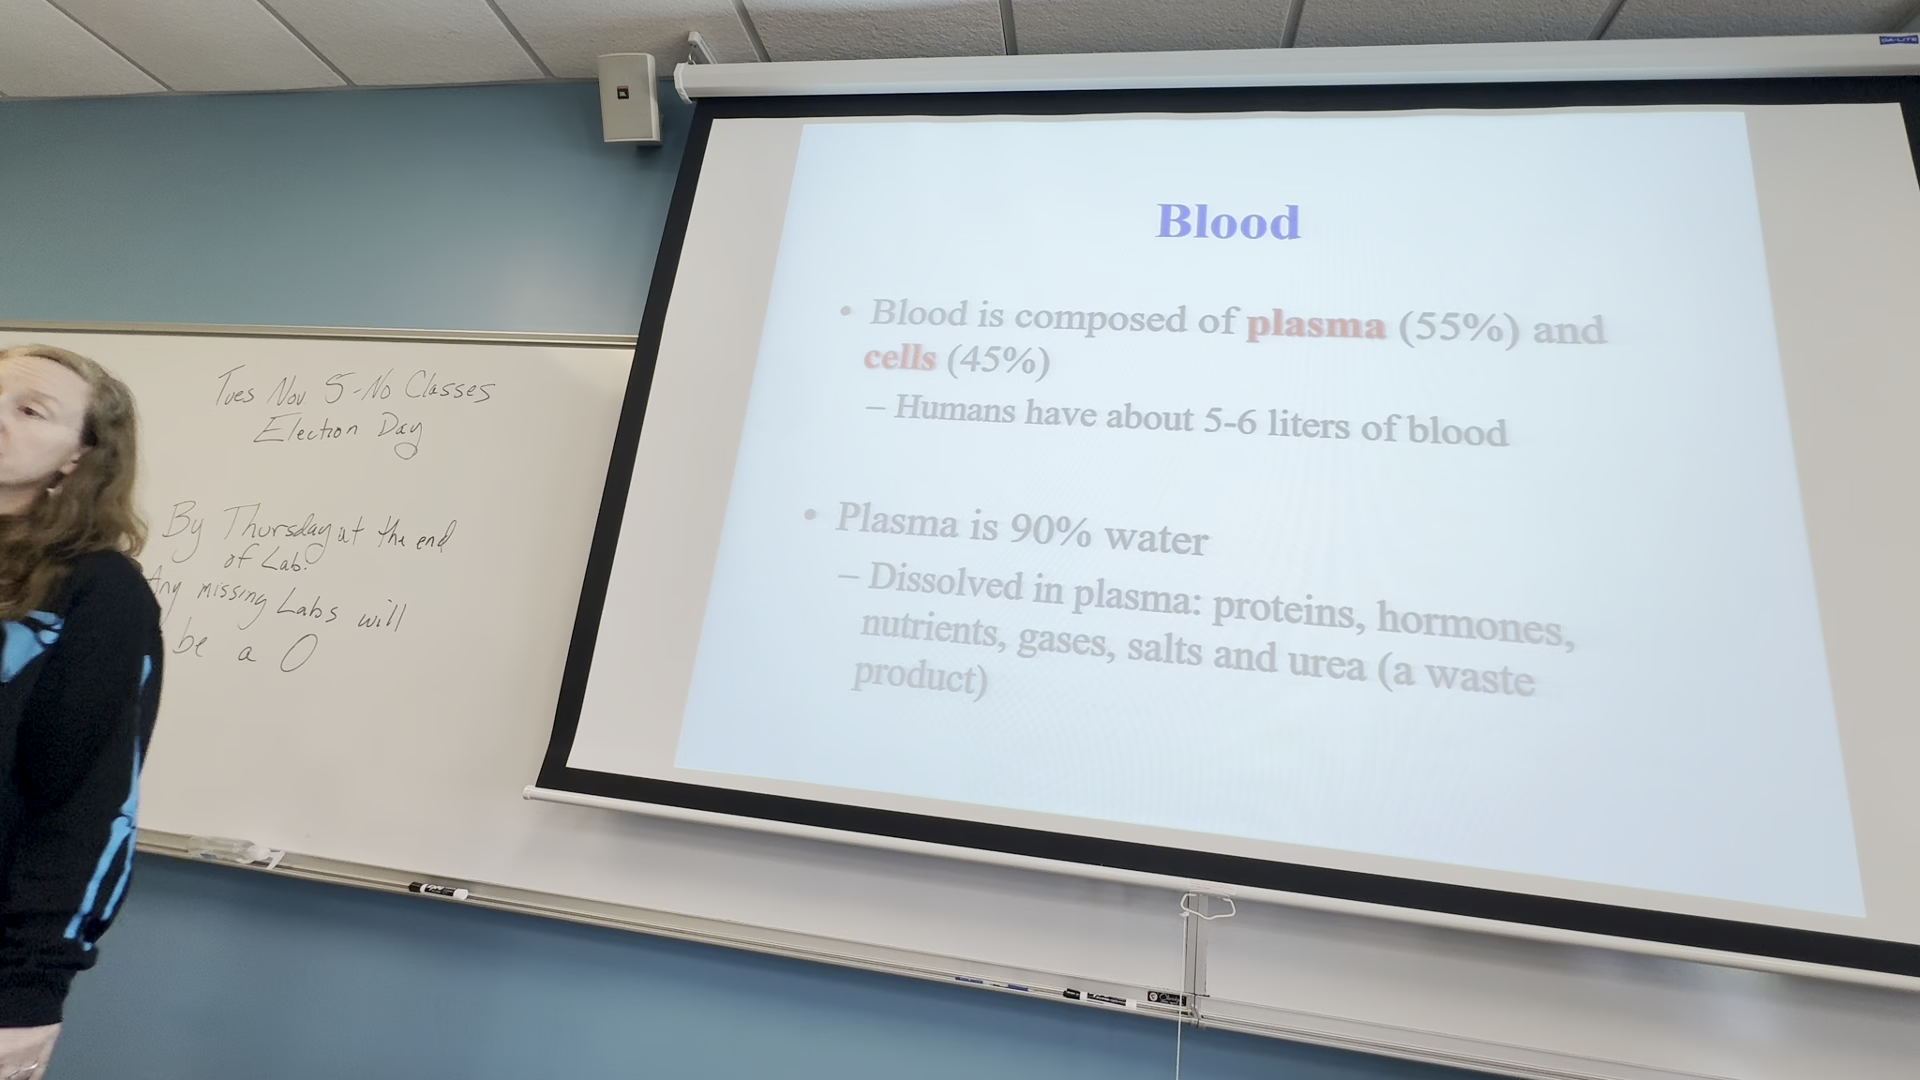 Tues Nov 5 - No Classes
Election Day
By Thursday at the end
of Lab.
Any missing Labs will
be a 0
Blood
• Blood is composed of plasma (55%) and
cells (45%)
– Humans have about 5-6 liters of blood
• Plasma is 90% water
– Dissolved in plasma: proteins, hormones,
nutrients, gases, salts and urea (a waste
product)
DA-LITE